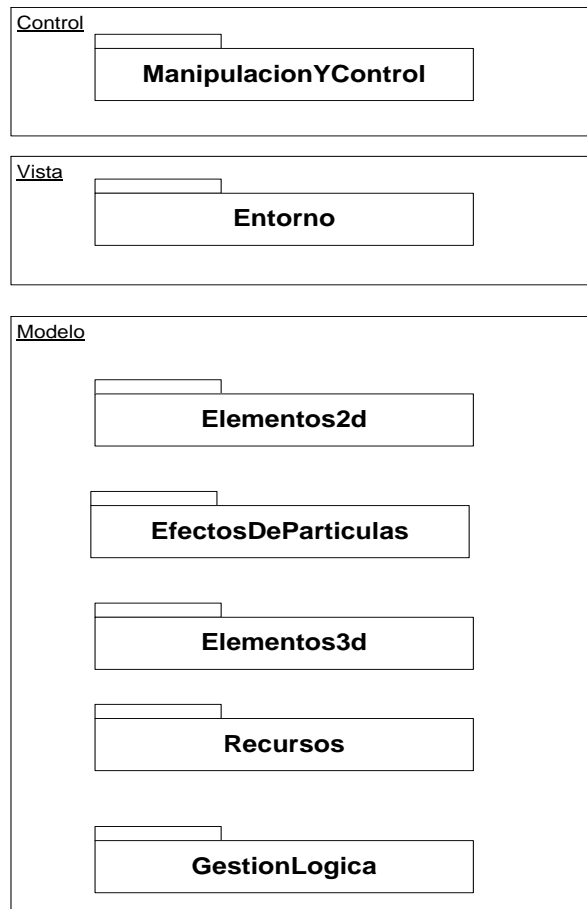 Control
ManipulacionYControl
Vista
Entorno
Modelo
Elementos2d
EfectosDeParticulas
Elementos3d
Recursos
GestionLogica